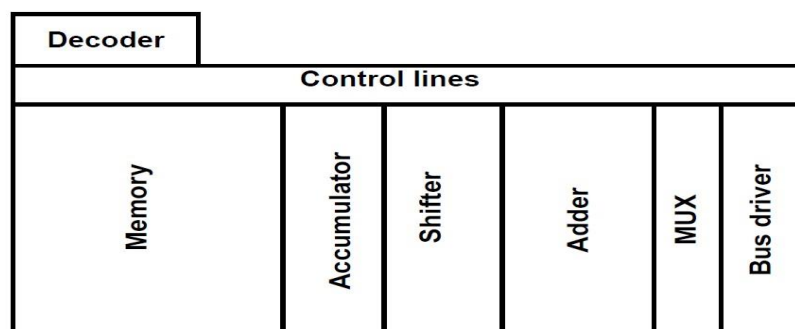 Decoder
Control lines
Memory
Accumulator
Shifter
Adder
MUX
Bus driver